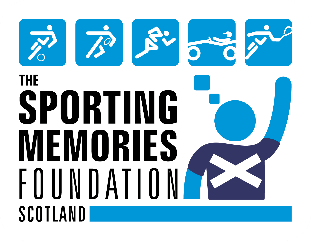 THE
SPORTING
MEMORIES
FOUNDATION
SCOTLAND